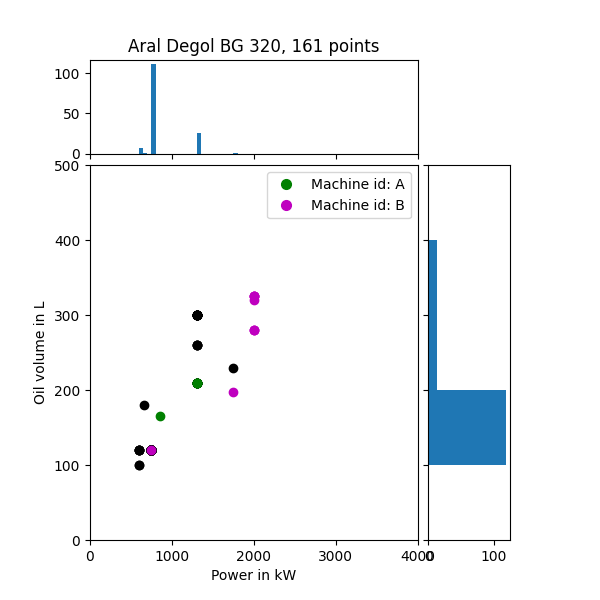 Aral Degol BG 320, 161 points
100
50
0
500
400
300
200
100
0
Oil volume in L
Machine id: A
Machine id: B
0 1000 2000 3000 4000
Power in kW
0 100